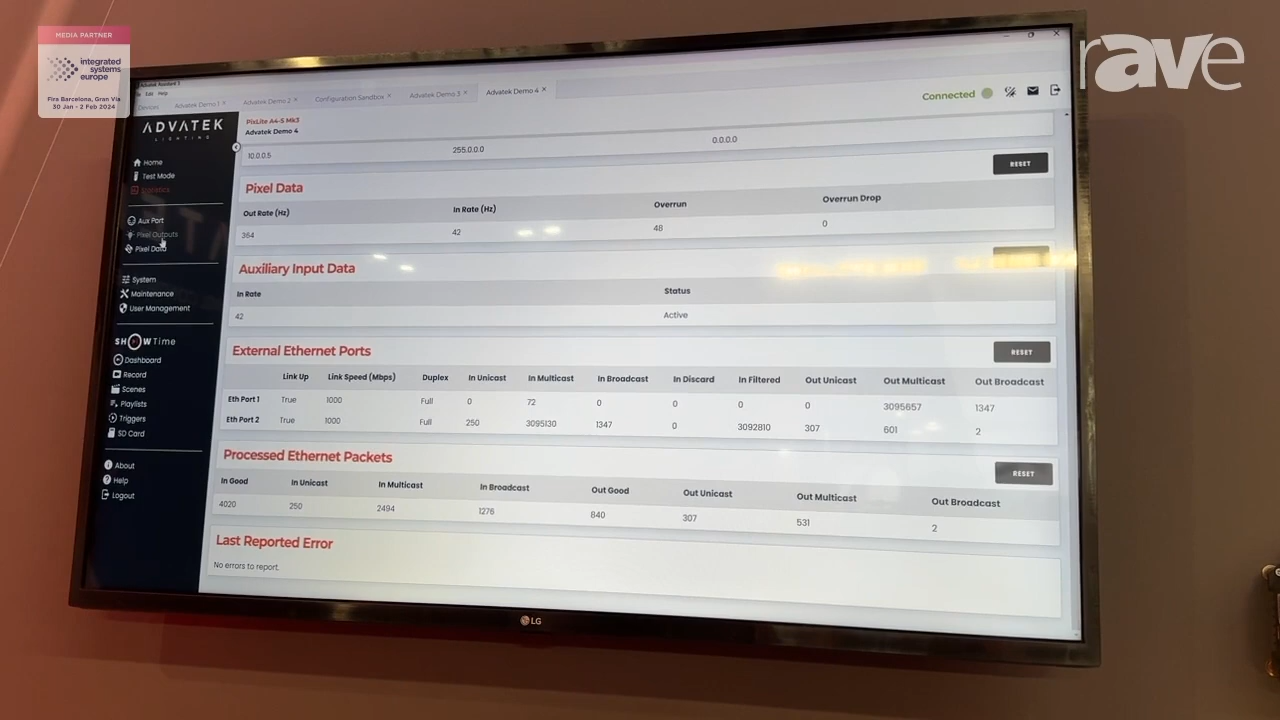 MEDIA PARTNER
integrated
systems
europe
Fira Barcelona, Gran Via
30 Jan - 2 Feb 2024
rave
Advatek Assistant 3
Edit Help
Devices Advatek Demo 1 × Advatek Demo 2 × Configuration Sandbox × Advatek Demo 3 × Advatek Demo 4 ×
Connected
ADVATEK
LIGHTING
PixLite A4-S Mk3
Advatek Demo 4
10.0.0.5 255.0.0.0 0.0.0.0
Home
Test Mode
Statistics
Aux Port
Pixel Outputs
Pixel Data
System
Maintenance
User Management
SHOWTime
Dashboard
Record
Scenes
Playlists
Triggers
SD Card
About
Help
Logout
RESET
Pixel Data
Out Rate (Hz) In Rate (Hz) Overrun Overrun Drop
364 42 48 0
Auxiliary Input Data
In Rate Status
42 Active
External Ethernet Ports
RESET
Link Up Link Speed (Mbps) Duplex In Unicast In Multicast In Broadcast In Discard In Filtered Out Unicast Out Multicast Out Broadcast
Eth Port 1 True 1000 Full 0 72 0 0 0 0 3095657 1347
Eth Port 2 True 1000 Full 250 3095130 1347 0 3092810 307 601 2
Processed Ethernet Packets
RESET
In Good In Unicast In Multicast In Broadcast Out Good Out Unicast Out Multicast Out Broadcast
4020 250 2494 1276 840 307 531 2
Last Reported Error
No errors to report.
LG